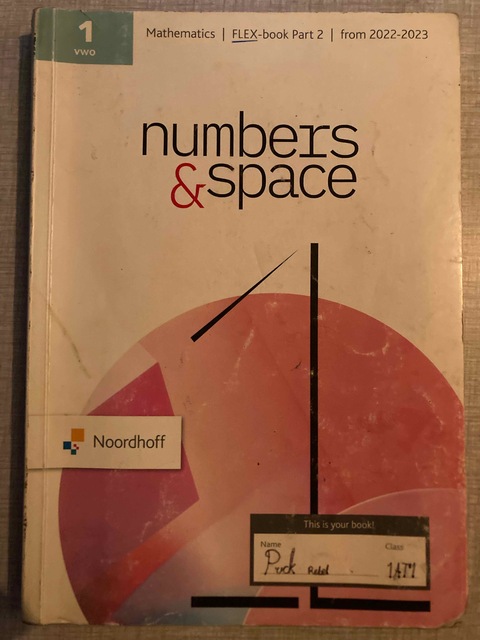 1
vwo
Mathematics | FLEX-book Part 2 | from 2022-2023
numbers
&space
Noordhoff
This is your book!
Name
Class
Puck